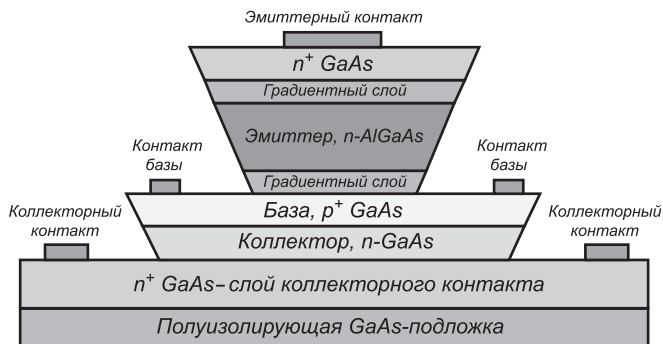 Эмиттерный контакт
n⁺ GaAs
Градиентный слой
Эмиттер, n-AlGaAs
Контакт
базы
Контакт
базы
Градиентный слой
Коллекторный
контакт
База, p⁺ GaAs
Коллекторный
контакт
Коллектор, n-GaAs
n⁺ GaAs–слой коллекторного контакта
Полуизолирующая GaAs-подложка